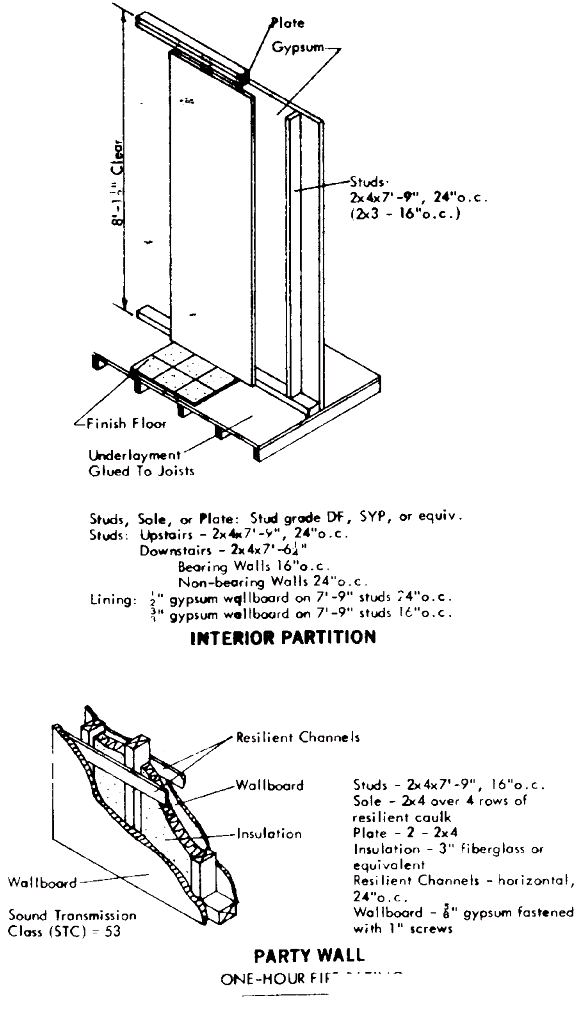 Plate
Gypsum
8'-1½" Clear
Studs-
2x4x7'-9", 24"o.c.
(2x3 - 16"o.c.)
Finish Floor
Underlayment
Glued To Joists
Studs, Sole, or Plate: Stud grade DF, SYP, or equiv.
Studs: Upstairs - 2x4x7'-9", 24"o.c.
Downstairs - 2x4x7'-6¼"
Bearing Walls 16"o.c.
Non-bearing Walls 24"o.c.
Lining: ½" gypsum wallboard on 7'-9" studs 24"o.c.
gypsum wallboard on 7'-9" studs 16"o.c.
INTERIOR PARTITION
Resilient Channels
Wallboard
Insulation
Wallboard
Sound Transmission
Class (STC) = 53
Studs - 2x4x7'-9", 16"o.c.
Sole - 2x4 over 4 rows of
resilient caulk
Plate - 2 - 2x4
Insulation - 3" fiberglass or
equivalent
Resilient Channels - horizontal,
24"o.c.
Wallboard - ⅝" gypsum fastened
with 1" screws
PARTY WALL
ONE-HOUR